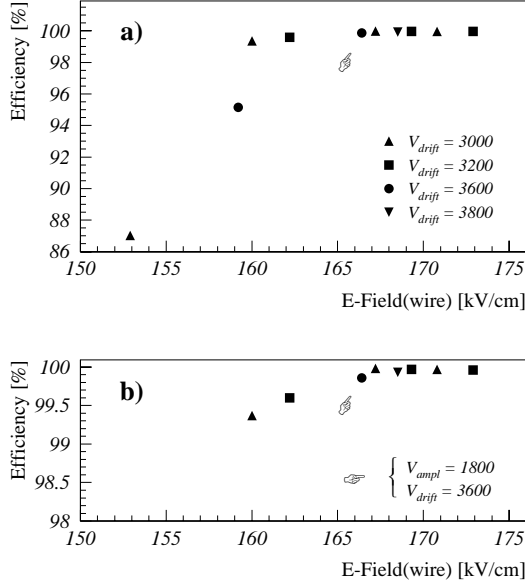 Efficiency [%]
a)
100
98
96
94
92
90
88
86
V_drift = 3000
V_drift = 3200
V_drift = 3600
V_drift = 3800
150 155 160 165 170 175
E-Field(wire) [kV/cm]
Efficiency [%]
b)
100
99.5
99
98.5
98
V_ampl = 1800
V_drift = 3600
150 155 160 165 170 175
E-Field(wire) [kV/cm]